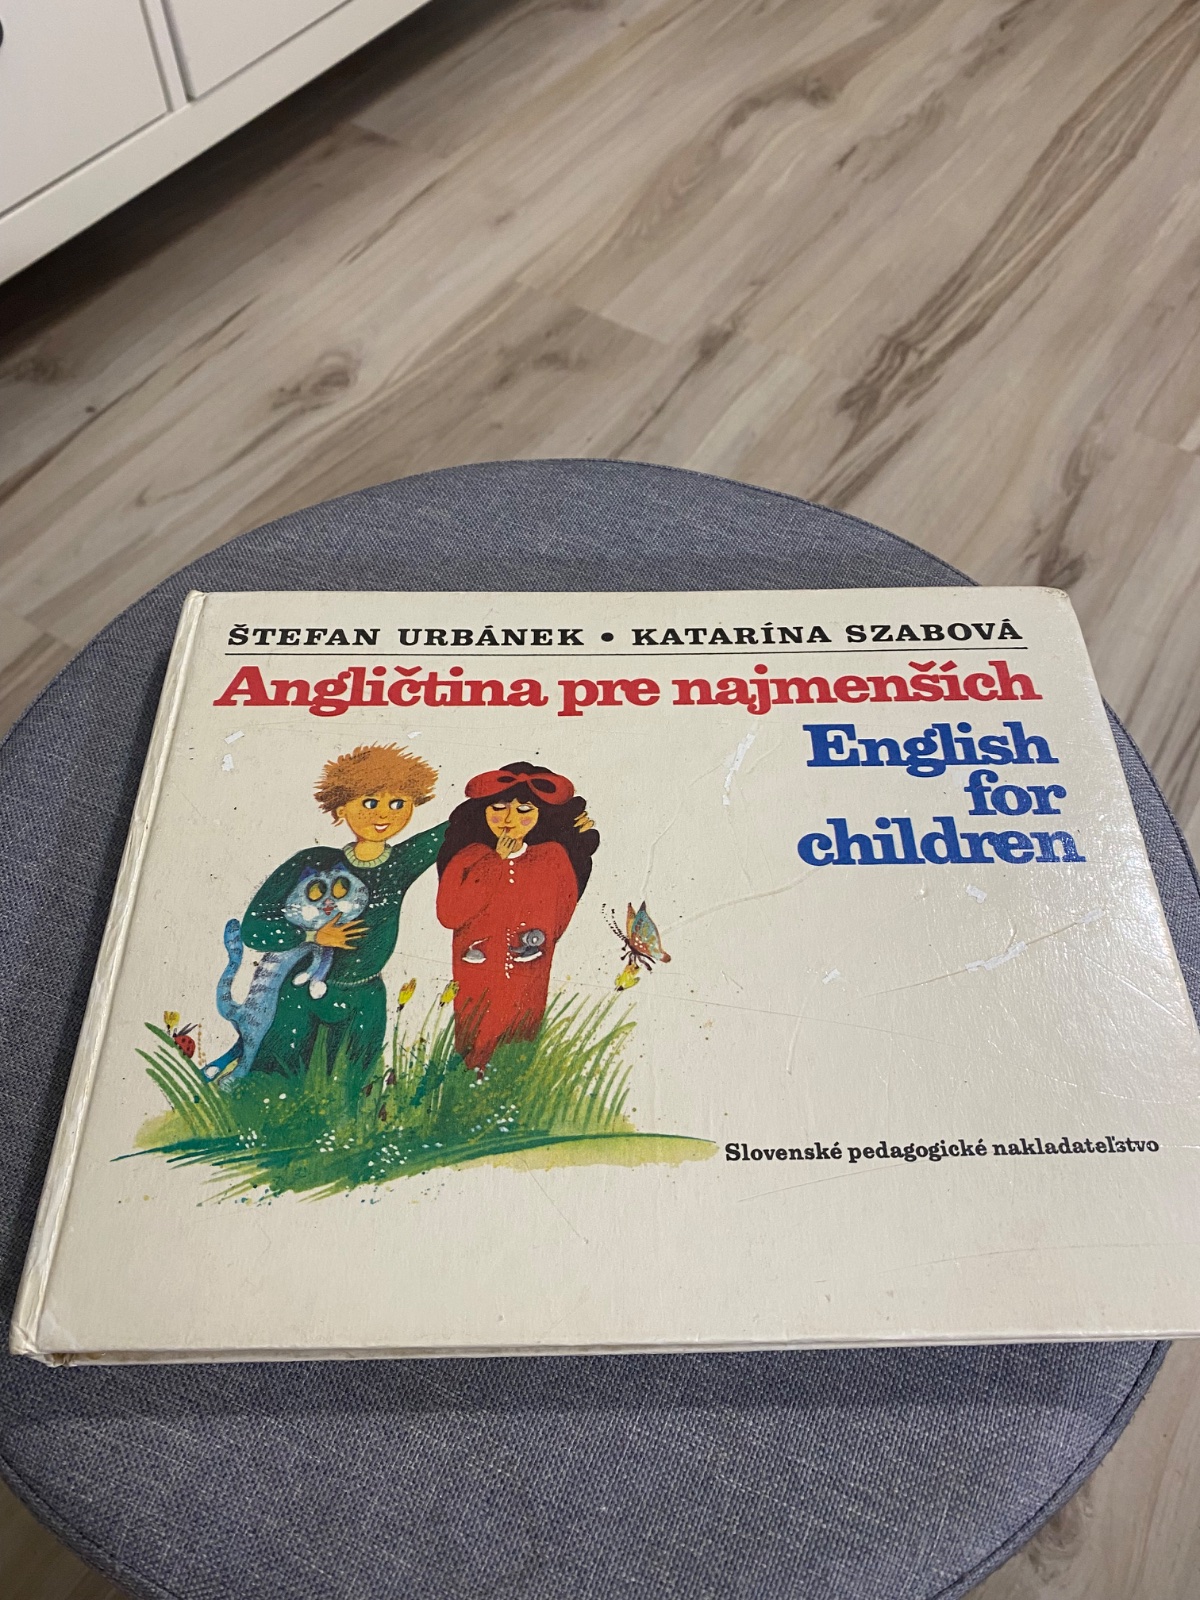 ŠTEFAN URBÁNEK • KATARÍNA SZABOVÁ
Angličtina pre najmenších
English
for
children
Slovenské pedagogické nakladateľstvo